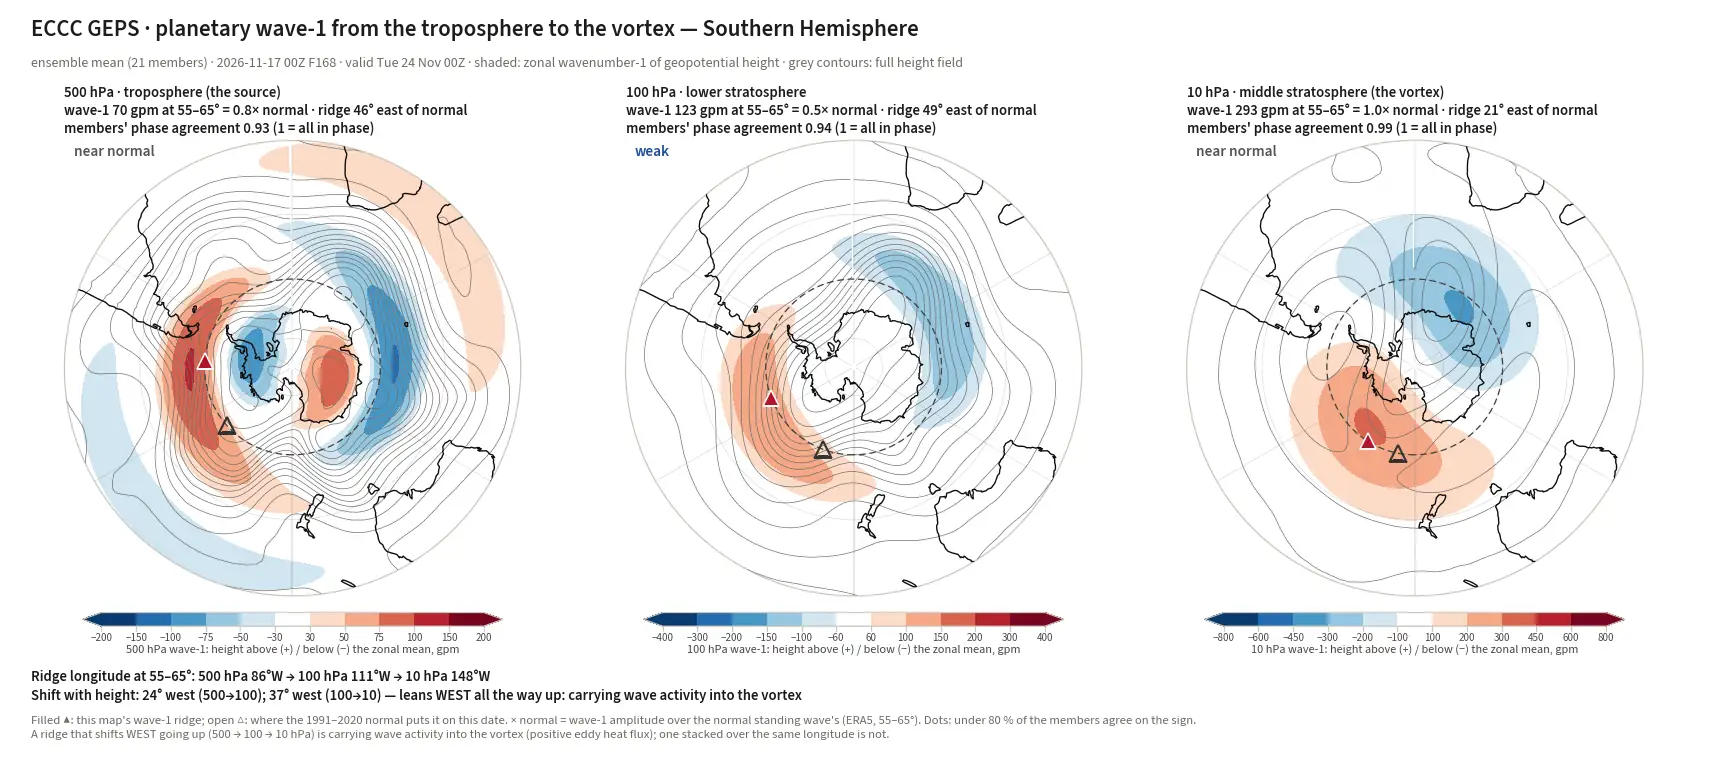 ECCC GEPS · planetary wave-1 from the troposphere to the vortex — Southern Hemisphere
ensemble mean (21 members) · 2026-11-17 00Z F168 · valid Tue 24 Nov 00Z · shaded: zonal wavenumber-1 of geopotential height · grey contours: full height field
500 hPa · troposphere (the source)
wave-1 70 gpm at 55–65° = 0.8× normal · ridge 46° east of normal
members' phase agreement 0.93 (1 = all in phase)
near normal
100 hPa · lower stratosphere
wave-1 123 gpm at 55–65° = 0.5× normal · ridge 49° east of normal
members' phase agreement 0.94 (1 = all in phase)
weak
10 hPa · middle stratosphere (the vortex)
wave-1 293 gpm at 55–65° = 1.0× normal · ridge 21° east of normal
members' phase agreement 0.99 (1 = all in phase)
near normal
−200 −150 −100 −75 −50 −30 30 50 75 100 150 200
500 hPa wave-1: height above (+) / below (−) the zonal mean, gpm
−400 −300 −200 −150 −100 −60 60 100 150 200 300 400
100 hPa wave-1: height above (+) / below (−) the zonal mean, gpm
−800 −600 −450 −300 −200 −100 100 200 300 450 600 800
10 hPa wave-1: height above (+) / below (−) the zonal mean, gpm
Ridge longitude at 55–65°: 500 hPa 86°W → 100 hPa 111°W → 10 hPa 148°W
Shift with height: 24° west (500→100); 37° west (100→10) — leans WEST all the way up: carrying wave activity into the vortex
Filled ▲: this map's wave-1 ridge; open △: where the 1991–2020 normal puts it on this date. × normal = wave-1 amplitude over the normal standing wave's (ERA5, 55–65°). Dots: under 80 % of the members agree on the sign.
A ridge that shifts WEST going up (500 → 100 → 10 hPa) is carrying wave activity into the vortex (positive eddy heat flux); one stacked over the same longitude is not.